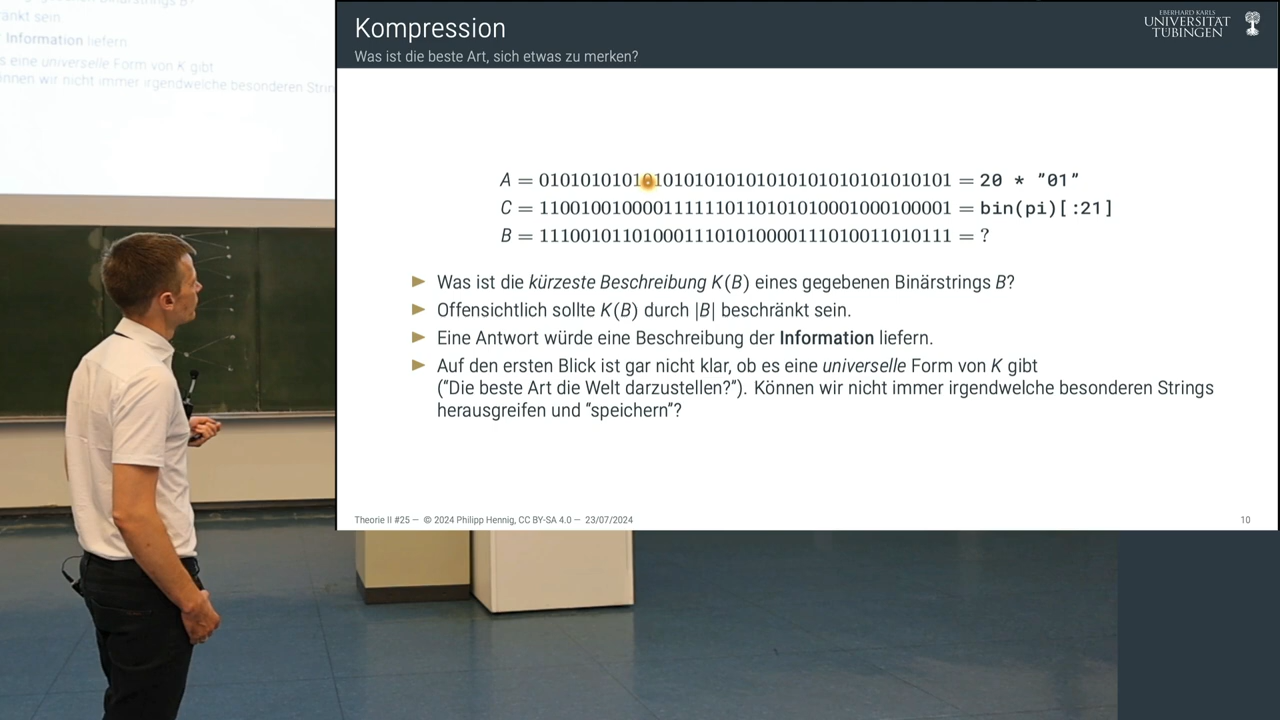 änkt sein.
Information liefern
s eine universelle Form von K gibt
nnen wir nicht immer irgendwelche besonderen Strin
Kompression
Was ist die beste Art, sich etwas zu merken?
EBERHARD KARLS
UNIVERSITÄT
TÜBINGEN
A = 0101010101010101010101010101010101010101 = 20 * "01"
C = 1100100100001111110110101010001000100001 = bin(pi)[:21]
B = 1110010110100011101010000111010011010111 = ?
► Was ist die kürzeste Beschreibung K(B) eines gegebenen Binärstrings B?
► Offensichtlich sollte K(B) durch |B| beschränkt sein.
► Eine Antwort würde eine Beschreibung der Information liefern.
► Auf den ersten Blick ist gar nicht klar, ob es eine universelle Form von K gibt
("Die beste Art die Welt darzustellen?"). Können wir nicht immer irgendwelche besonderen Strings
herausgreifen und "speichern"?
Theorie II #25 — © 2024 Philipp Hennig, CC BY-SA 4.0 — 23/07/2024
10